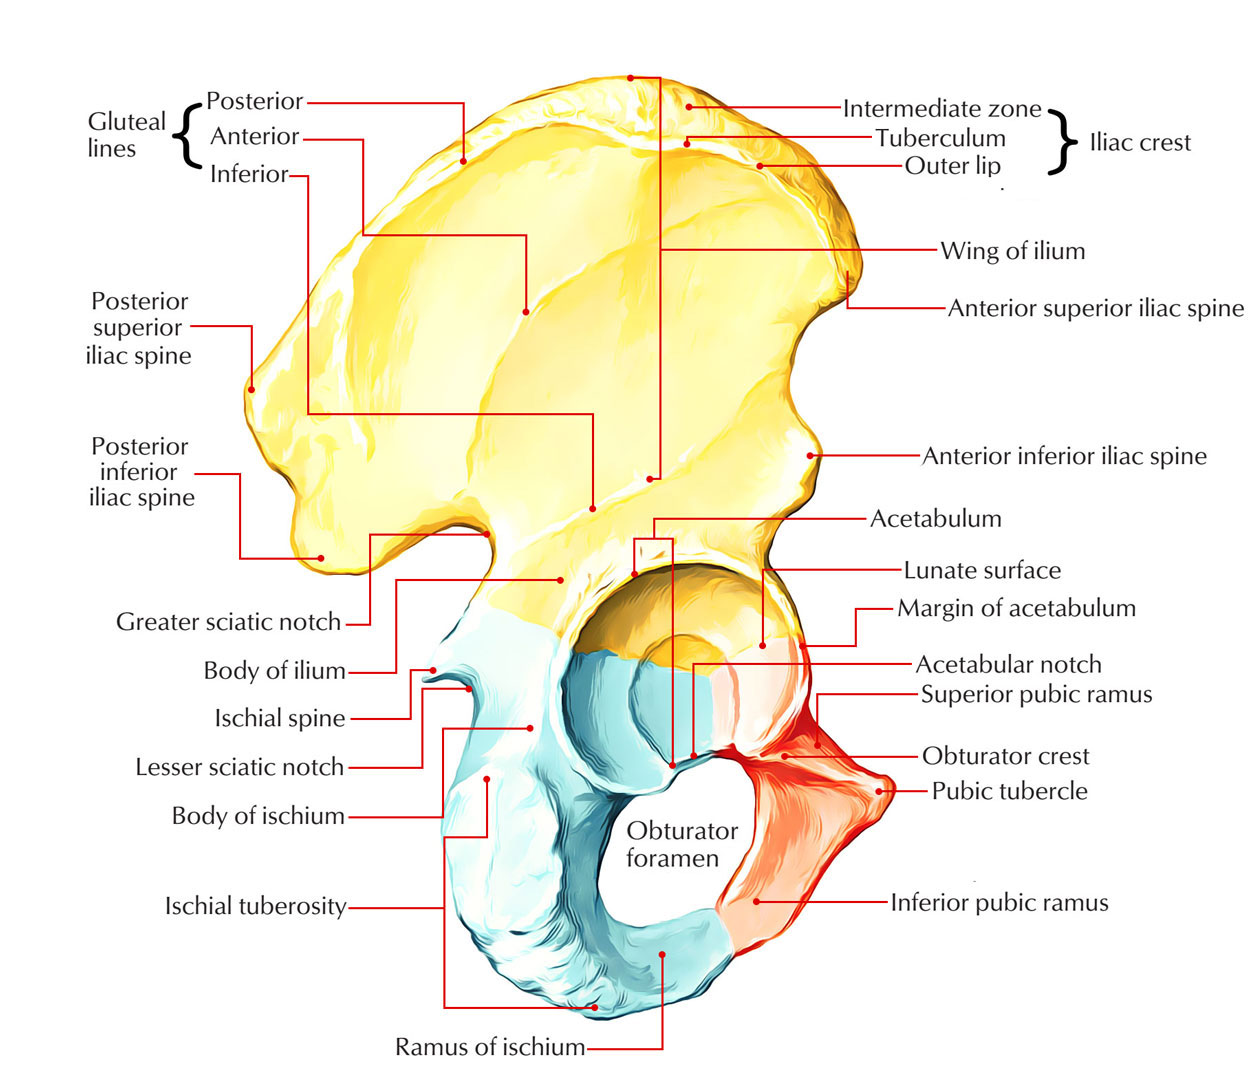 Gluteal
lines
Posterior
Anterior
Inferior
Intermediate zone
Tuberculum
Outer lip
Iliac crest
Wing of ilium
Anterior superior iliac spine
Posterior
superior
iliac spine
Posterior
inferior
iliac spine
Anterior inferior iliac spine
Acetabulum
Lunate surface
Margin of acetabulum
Greater sciatic notch
Body of ilium
Acetabular notch
Superior pubic ramus
Ischial spine
Obturator crest
Lesser sciatic notch
Pubic tubercle
Body of ischium
Obturator
foramen
Ischial tuberosity
Inferior pubic ramus
Ramus of ischium